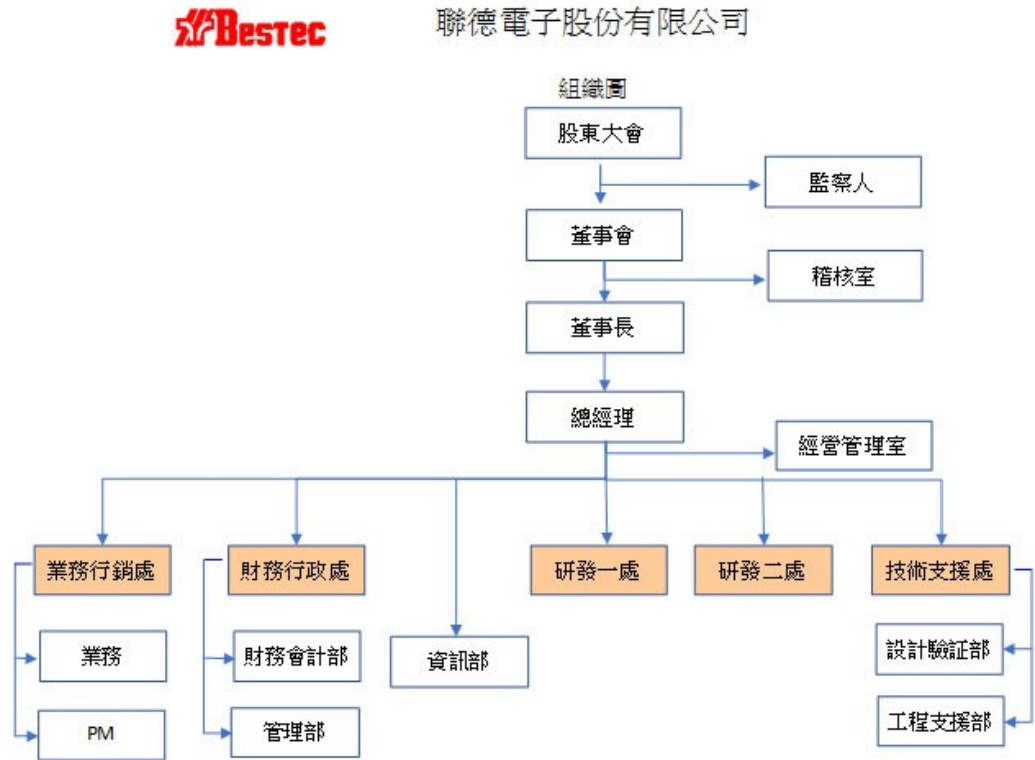 Bestec
聯德電子股份有限公司
組織圖
股東大會
監察人
董事會
稽核室
董事長
總經理
經營管理室
業務行銷處
財務行政處
研發一處
研發二處
技術支援處
業務
財務會計部
資訊部
設計驗証部
PM
管理部
工程支援部